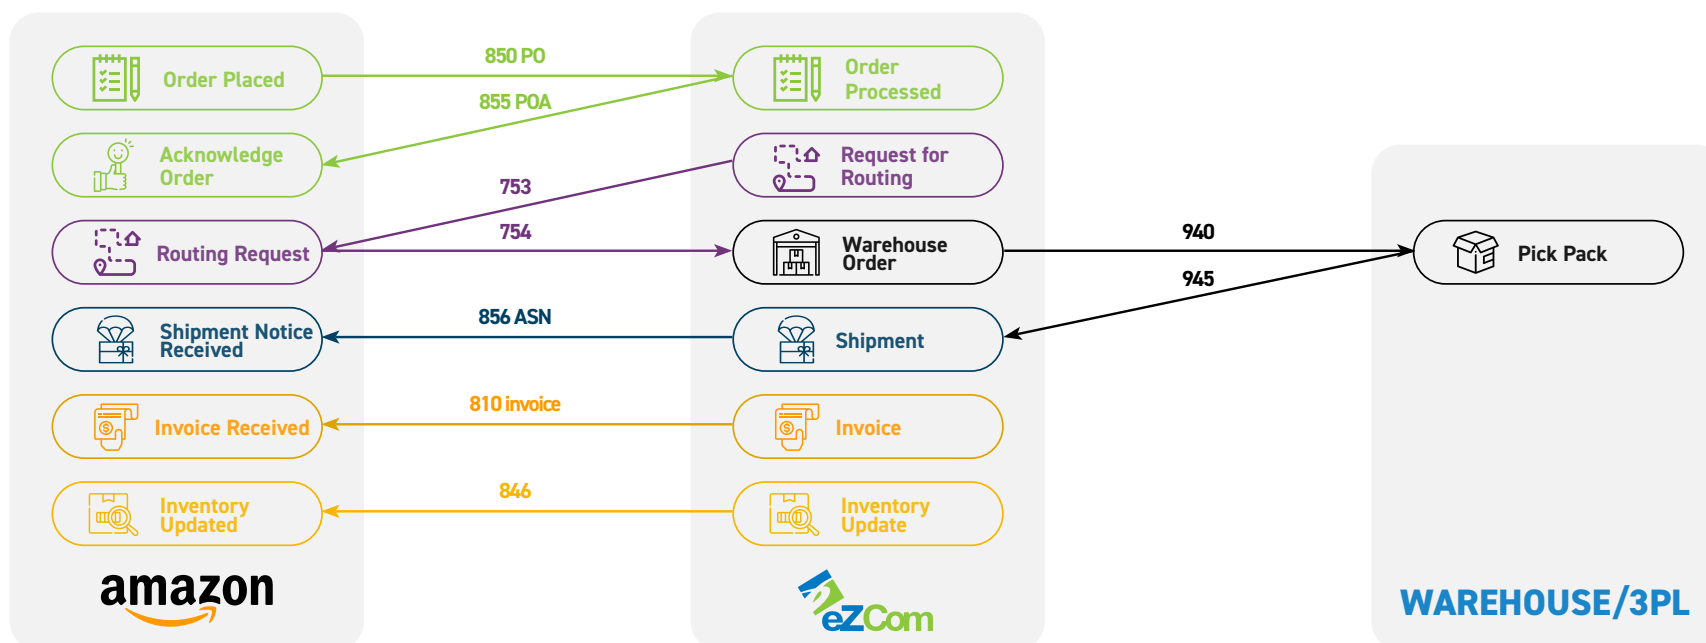 850 PO
Order Placed
Order
Processed
855 POA
Acknowledge
Order
Request for
Routing
753
Routing Request
754
Warehouse
Order
940
Pick Pack
945
Shipment Notice
Received
856 ASN
Shipment
810 invoice
Invoice Received
Invoice
846
Inventory
Updated
Inventory
Update
amazon
eZCom
WAREHOUSE/3PL